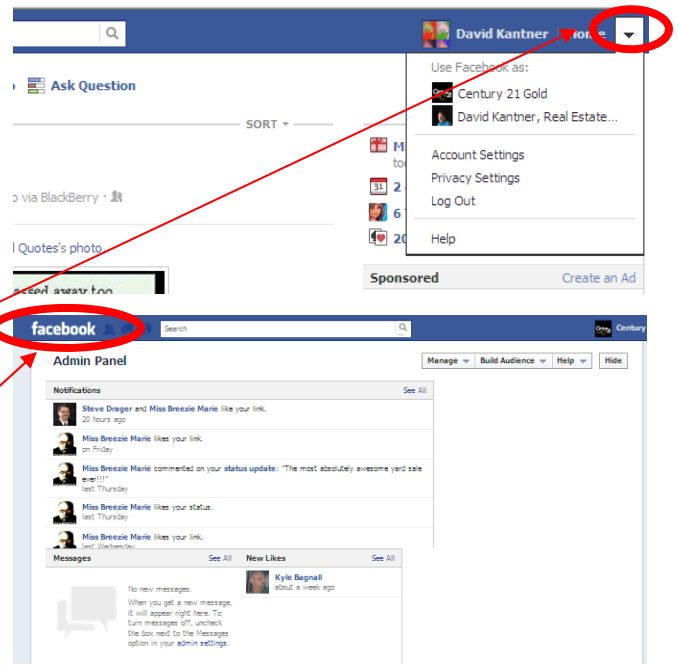 David Kantner Home
Use Facebook as:
Century 21 Gold
David Kantner, Real Estate...
Account Settings
Privacy Settings
Log Out
Help
Ask Question
SORT
via BlackBerry ·
Quotes's photo.
away too
31 2
6
20
Sponsored
Create an Ad
facebook
Search
Century
Admin Panel
Manage Build Audience Help Hide
Notifications See All
Steve Drager and Miss Breezie Marie like your link.
20 hours ago
Miss Breezie Marie likes your link.
on Friday
Miss Breezie Marie commented on your status update: "The most absolutely awesome yard sale
ever!!!"
last Thursday
Miss Breezie Marie likes your status.
last Thursday
Miss Breezie Marie likes your link.
last Wednesday
Messages See All
No new messages.
When you get a new message,
it will appear right here. To
turn messages off, uncheck
the box next to the Messages
option in your admin settings.
New Likes See All
Kyle Bagnall
about a week ago